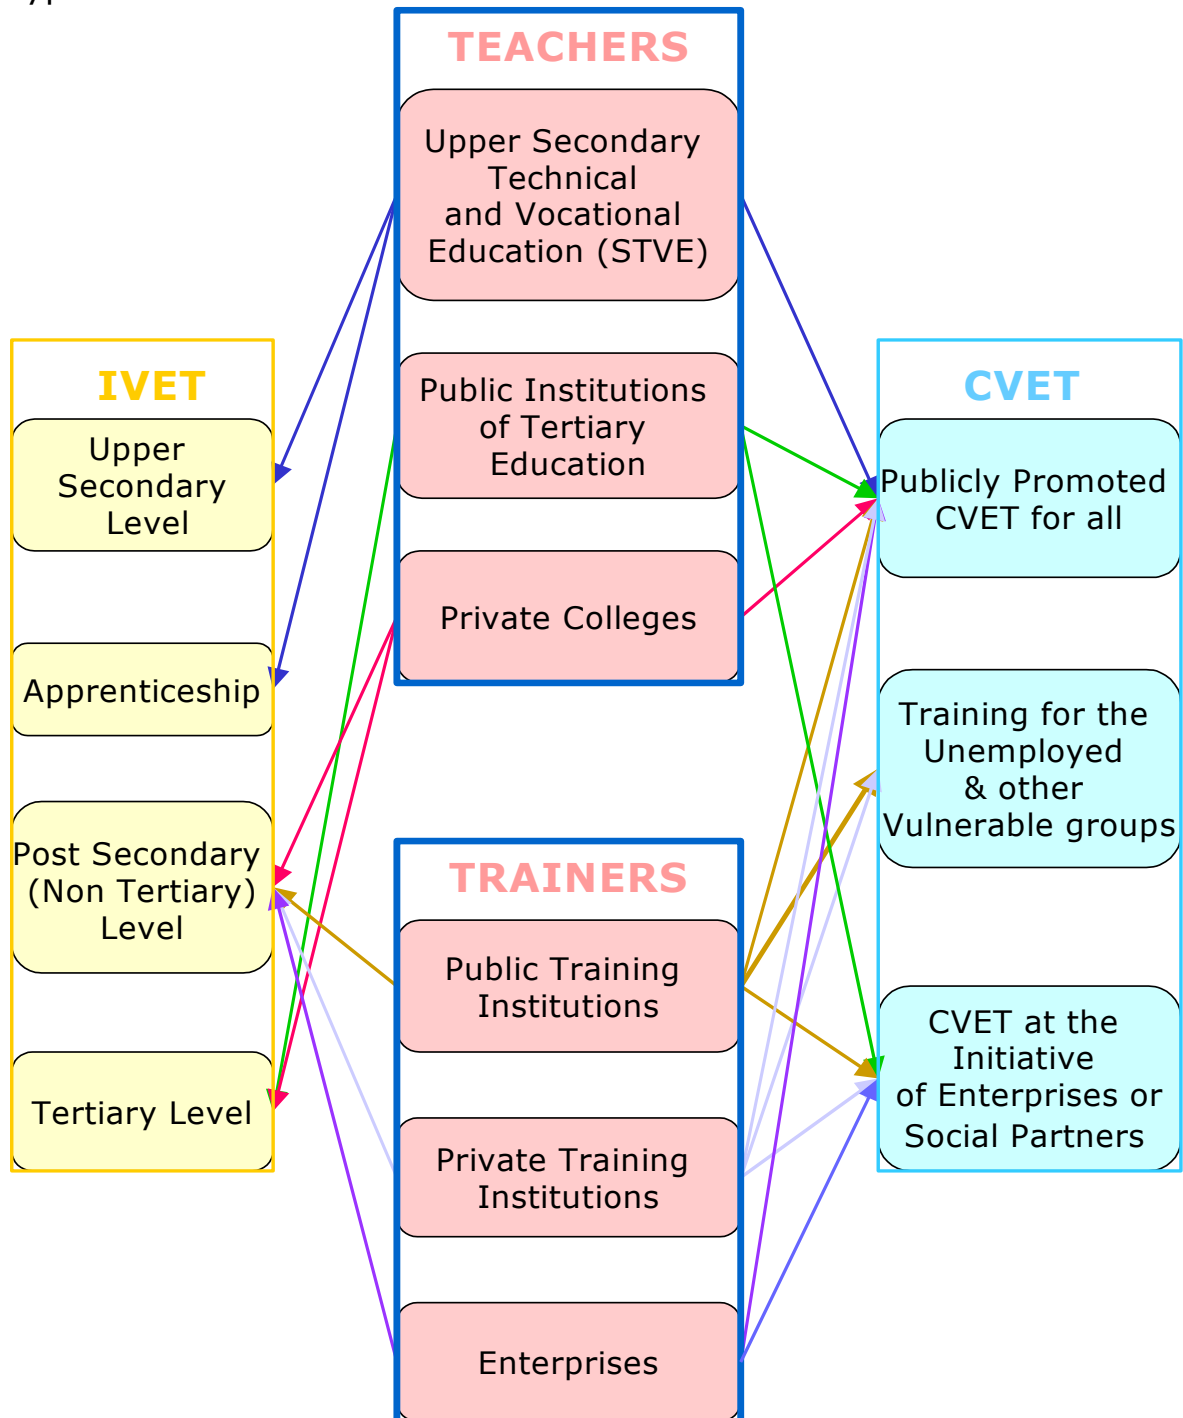 TEACHERS
Upper Secondary
Technical
and Vocational
Education (STVE)
Public Institutions
of Tertiary
Education
Private Colleges
IVET
Upper
Secondary
Level
Apprenticeship
Post Secondary
(Non Tertiary)
Level
Tertiary Level
CVET
Publicly Promoted
CVET for all
Training for the
Unemployed
& other
Vulnerable groups
CVET at the
Initiative
of Enterprises or
Social Partners
TRAINERS
Public Training
Institutions
Private Training
Institutions
Enterprises